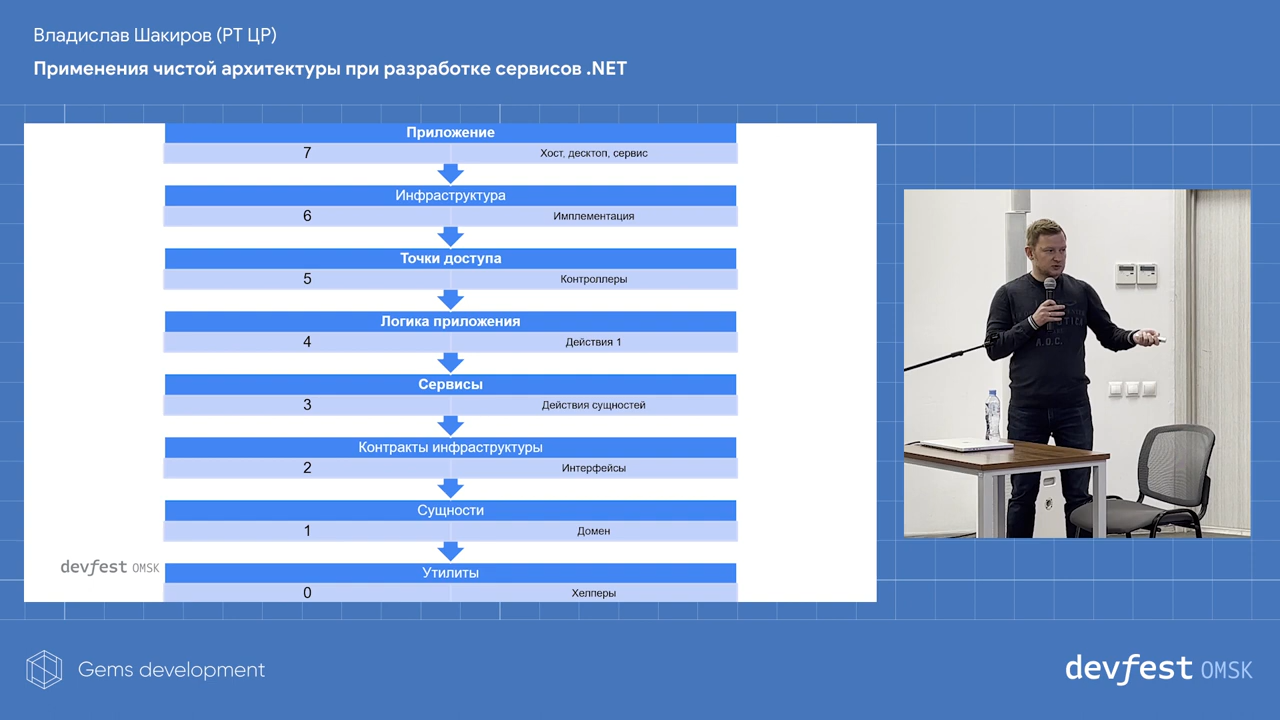 Владислав Шакиров (РТ ЦР)
Применения чистой архитектуры при разработке сервисов .NET
Приложение
7 Хост, десктоп, сервис
Инфраструктура
6 Имплементация
Точки доступа
5 Контроллеры
Логика приложения
4 Действия 1
Сервисы
3 Действия сущностей
Контракты инфраструктуры
2 Интерфейсы
Сущности
1 Домен
Утилиты
0 Хелперы
devfest OMSK
A.O.C.
Gems development
devfest OMSK